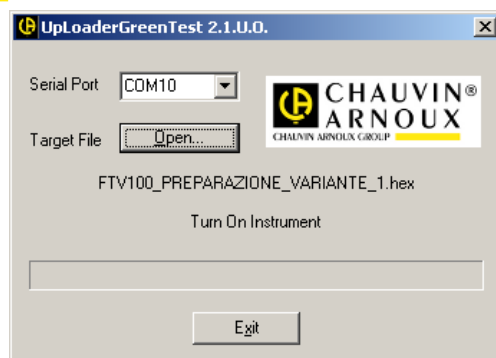 UpLoaderGreenTest 2.1.U.O.
Serial Port COM10
CHAUVIN®
ARNOUX
CHAUVIN ARNOUX GROUP
Target File Open...
FTV100_PREPARAZIONE_VARIANTE_1.hex
Turn On Instrument
Exit